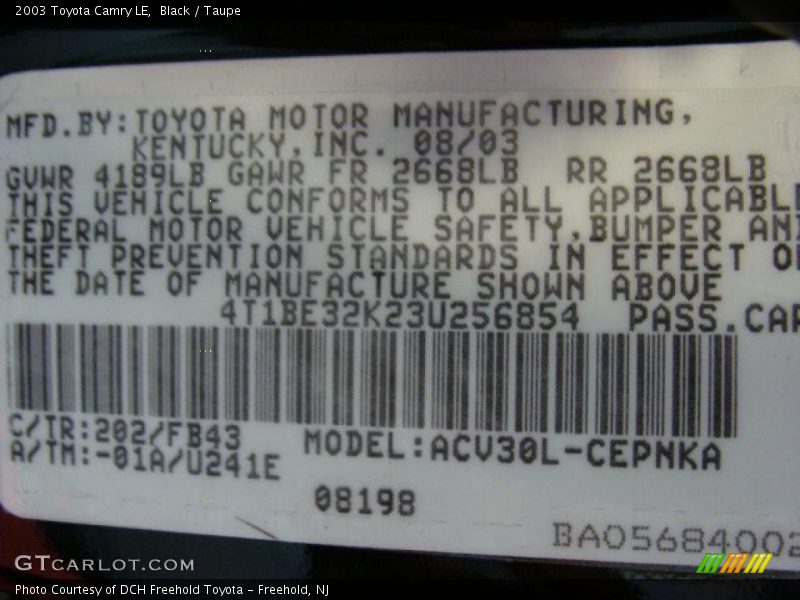 2003 Toyota Camry LE,  Black / Taupe
MFD.BY:TOYOTA MOTOR MANUFACTURING,
KENTUCKY,INC. 08/03
GVWR 4189LB GAWR FR 2668LB  RR 2668LB
THIS VEHICLE CONFORMS TO ALL APPLICABLE
FEDERAL MOTOR VEHICLE SAFETY,BUMPER AN
THEFT PREVENTION STANDARDS IN EFFECT O
THE DATE OF MANUFACTURE SHOWN ABOVE
4T1BE32K23U256854  PASS.CAR
C/TR:202/FB43
A/TM:-01A/U241E
MODEL:ACV30L-CEPNKA
08198
BA05684002
GTCARLOT.COM
Photo Courtesy of DCH Freehold Toyota - Freehold, NJ